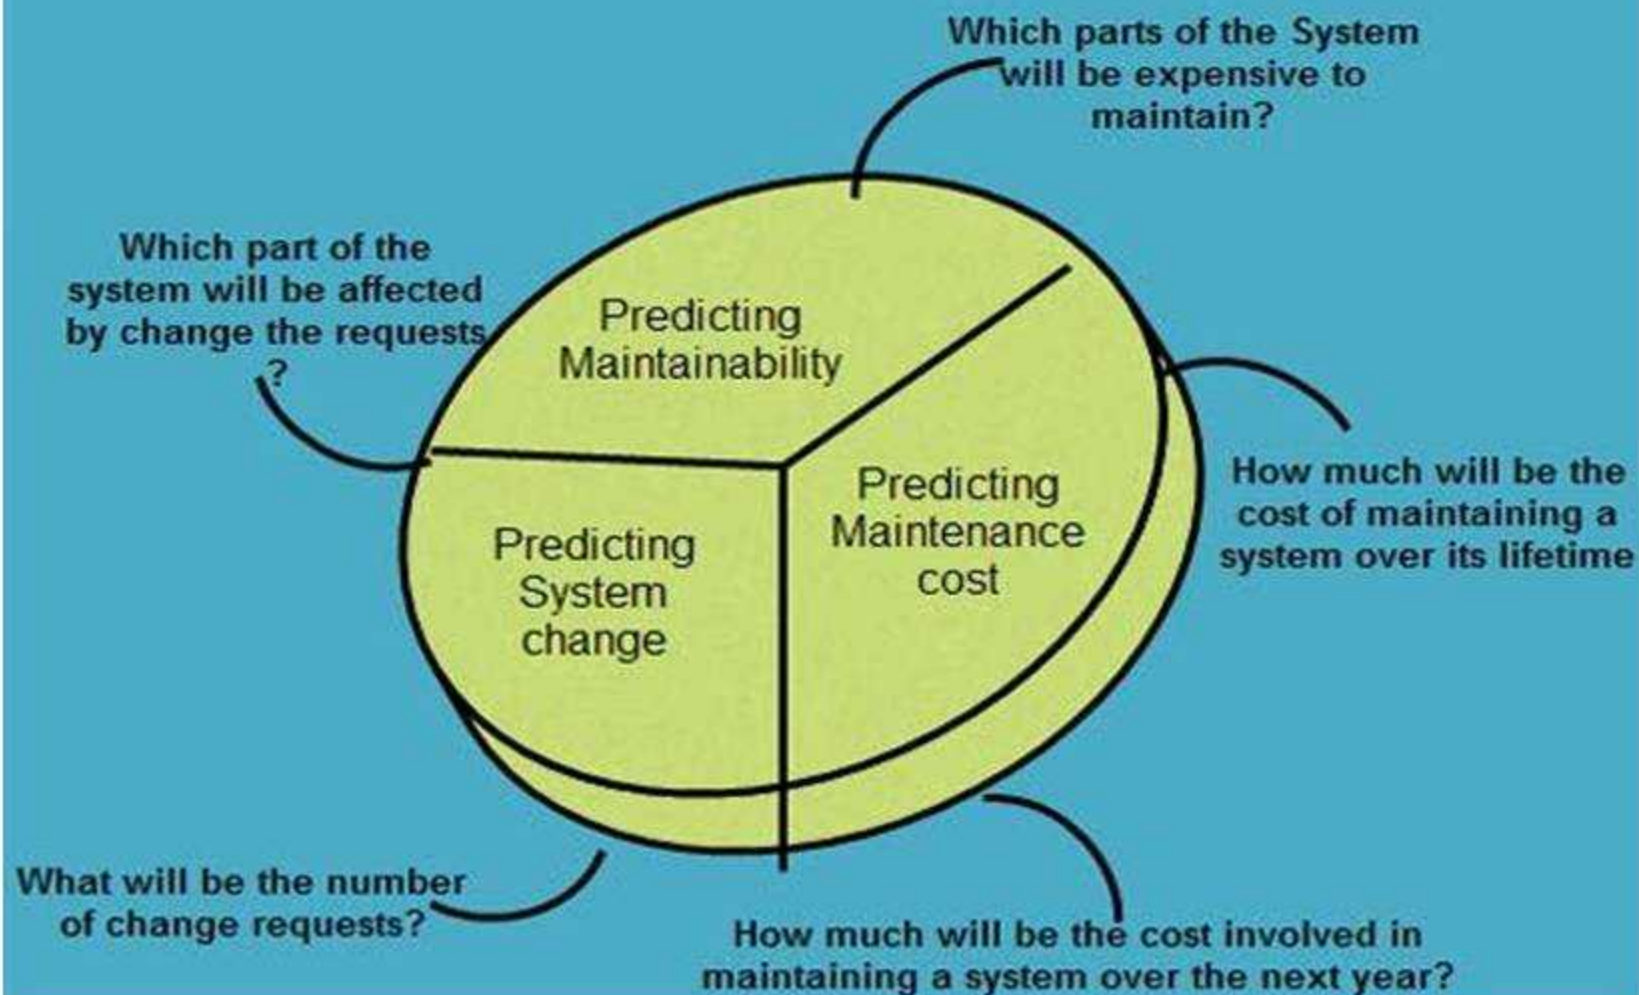 Which parts of the System
will be expensive to
maintain?
Which part of the
system will be affected
by change the requests
?
Predicting
Maintainability
Predicting
Maintenance
cost
How much will be the
cost of maintaining a
system over its lifetime
Predicting
System
change
What will be the number
of change requests?
How much will be the cost involved in
maintaining a system over the next year?